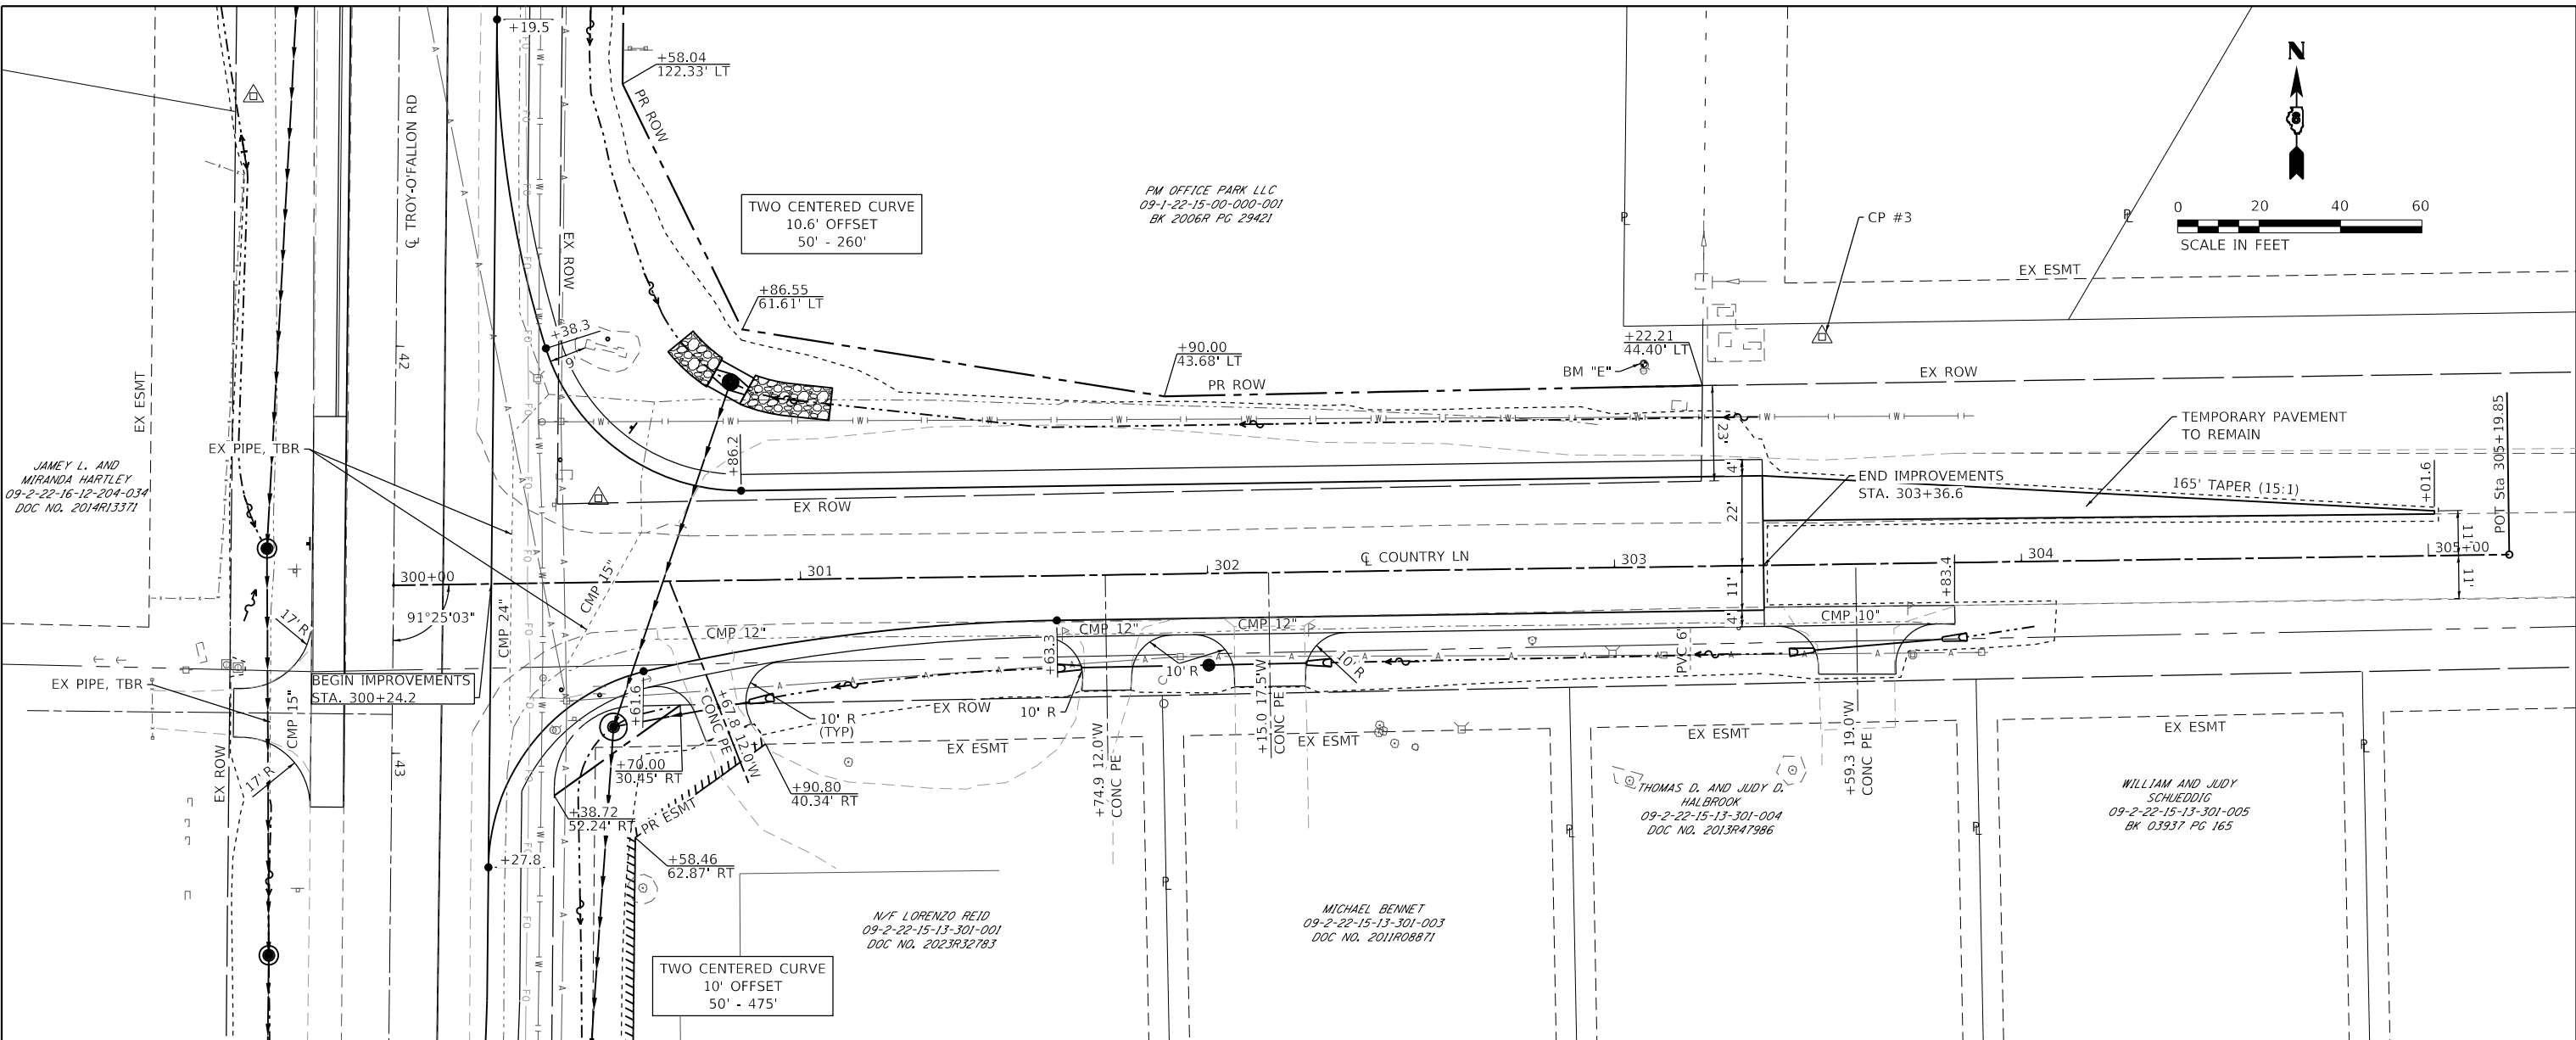 +19.5
+58.04
122.33' LT
N
PR ROW
℄ TROY-O'FALLON RD
EX ROW
TWO CENTERED CURVE
10.6' OFFSET
50' - 260'
PM OFFICE PARK LLC
09-1-22-15-00-000-001
BK 2006R PG 29421
CP #3
0 20 40 60
SCALE IN FEET
EX ESMT
+86.55
61.61' LT
+38.3
9'
42
+90.00
43.68' LT
PR ROW
+22.21
44.40' LT
BM "E"
EX ROW
EX ESMT
TEMPORARY PAVEMENT
TO REMAIN
POT Sta 305+19.85
23'
EX PIPE, TBR
+86.2
JAMEY L. AND
MIRANDA HARTLEY
09-2-22-16-12-204-034
DOC NO. 2014R13371
EX ROW
4'
END IMPROVEMENTS
STA. 303+36.6
165' TAPER (15:1)
+01.6
22'
11'
300+00
301
302
℄ COUNTRY LN
303
304
305+00
91°25'03"
CMP 24"
CMP 15"
11'
+83.4
11'
17' R
CMP 12"
CMP 12"
CMP 12"
4'
CMP 10"
PVC 6"
+63.3
EX PIPE, TBR
BEGIN IMPROVEMENTS
STA. 300+24.2
CMP 15"
+61.6
+67.8 12.0'W
CONC PE
10' R
(TYP)
EX ROW
10' R
10' R
10' R
+74.9 12.0'W
CONC PE
+15.0 17.5'W
CONC PE
+59.3 19.0'W
CONC PE
EX ROW
17' R
43
EX ESMT
EX ESMT
EX ESMT
EX ESMT
+70.00
30.45' RT
+90.80
40.34' RT
+38.72
52.24' RT
PR ESMT
+27.8
+58.46
62.87' RT
THOMAS D. AND JUDY D.
HALBROOK
09-2-22-15-13-301-004
DOC NO. 2013R47986
WILLIAM AND JUDY
SCHUEDDIG
09-2-22-15-13-301-005
BK 03937 PG 165
N/F LORENZO REID
09-2-22-15-13-301-001
DOC NO. 2023R32783
MICHAEL BENNET
09-2-22-15-13-301-003
DOC NO. 2011R08871
TWO CENTERED CURVE
10' OFFSET
50' - 475'